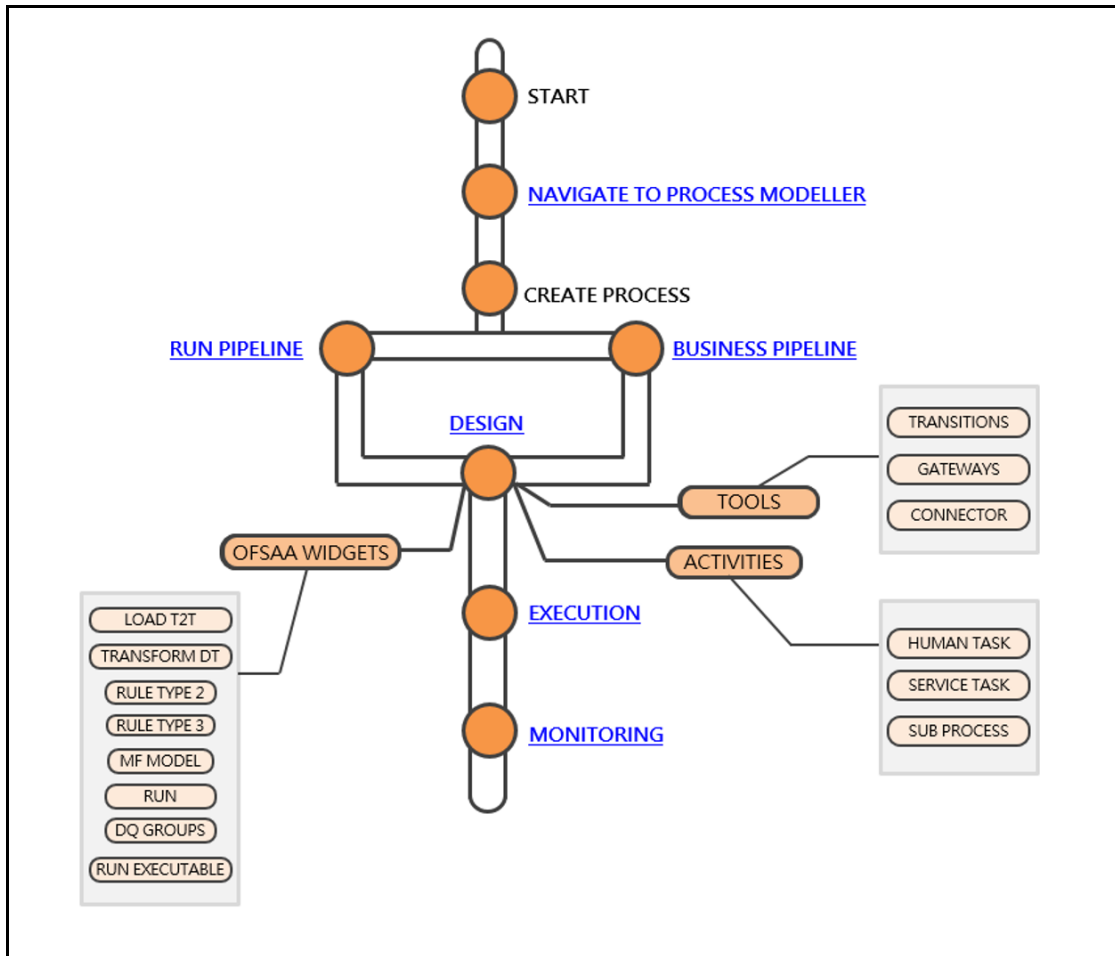 START
NAVIGATE TO PROCESS MODELLER
CREATE PROCESS
RUN PIPELINE
BUSINESS PIPELINE
DESIGN
TRANSITIONS
GATEWAYS
CONNECTOR
TOOLS
OFSAA WIDGETS
ACTIVITIES
LOAD T2T
TRANSFORM DT
RULE TYPE 2
RULE TYPE 3
MF MODEL
RUN
DQ GROUPS
RUN EXECUTABLE
EXECUTION
HUMAN TASK
SERVICE TASK
SUB PROCESS
MONITORING